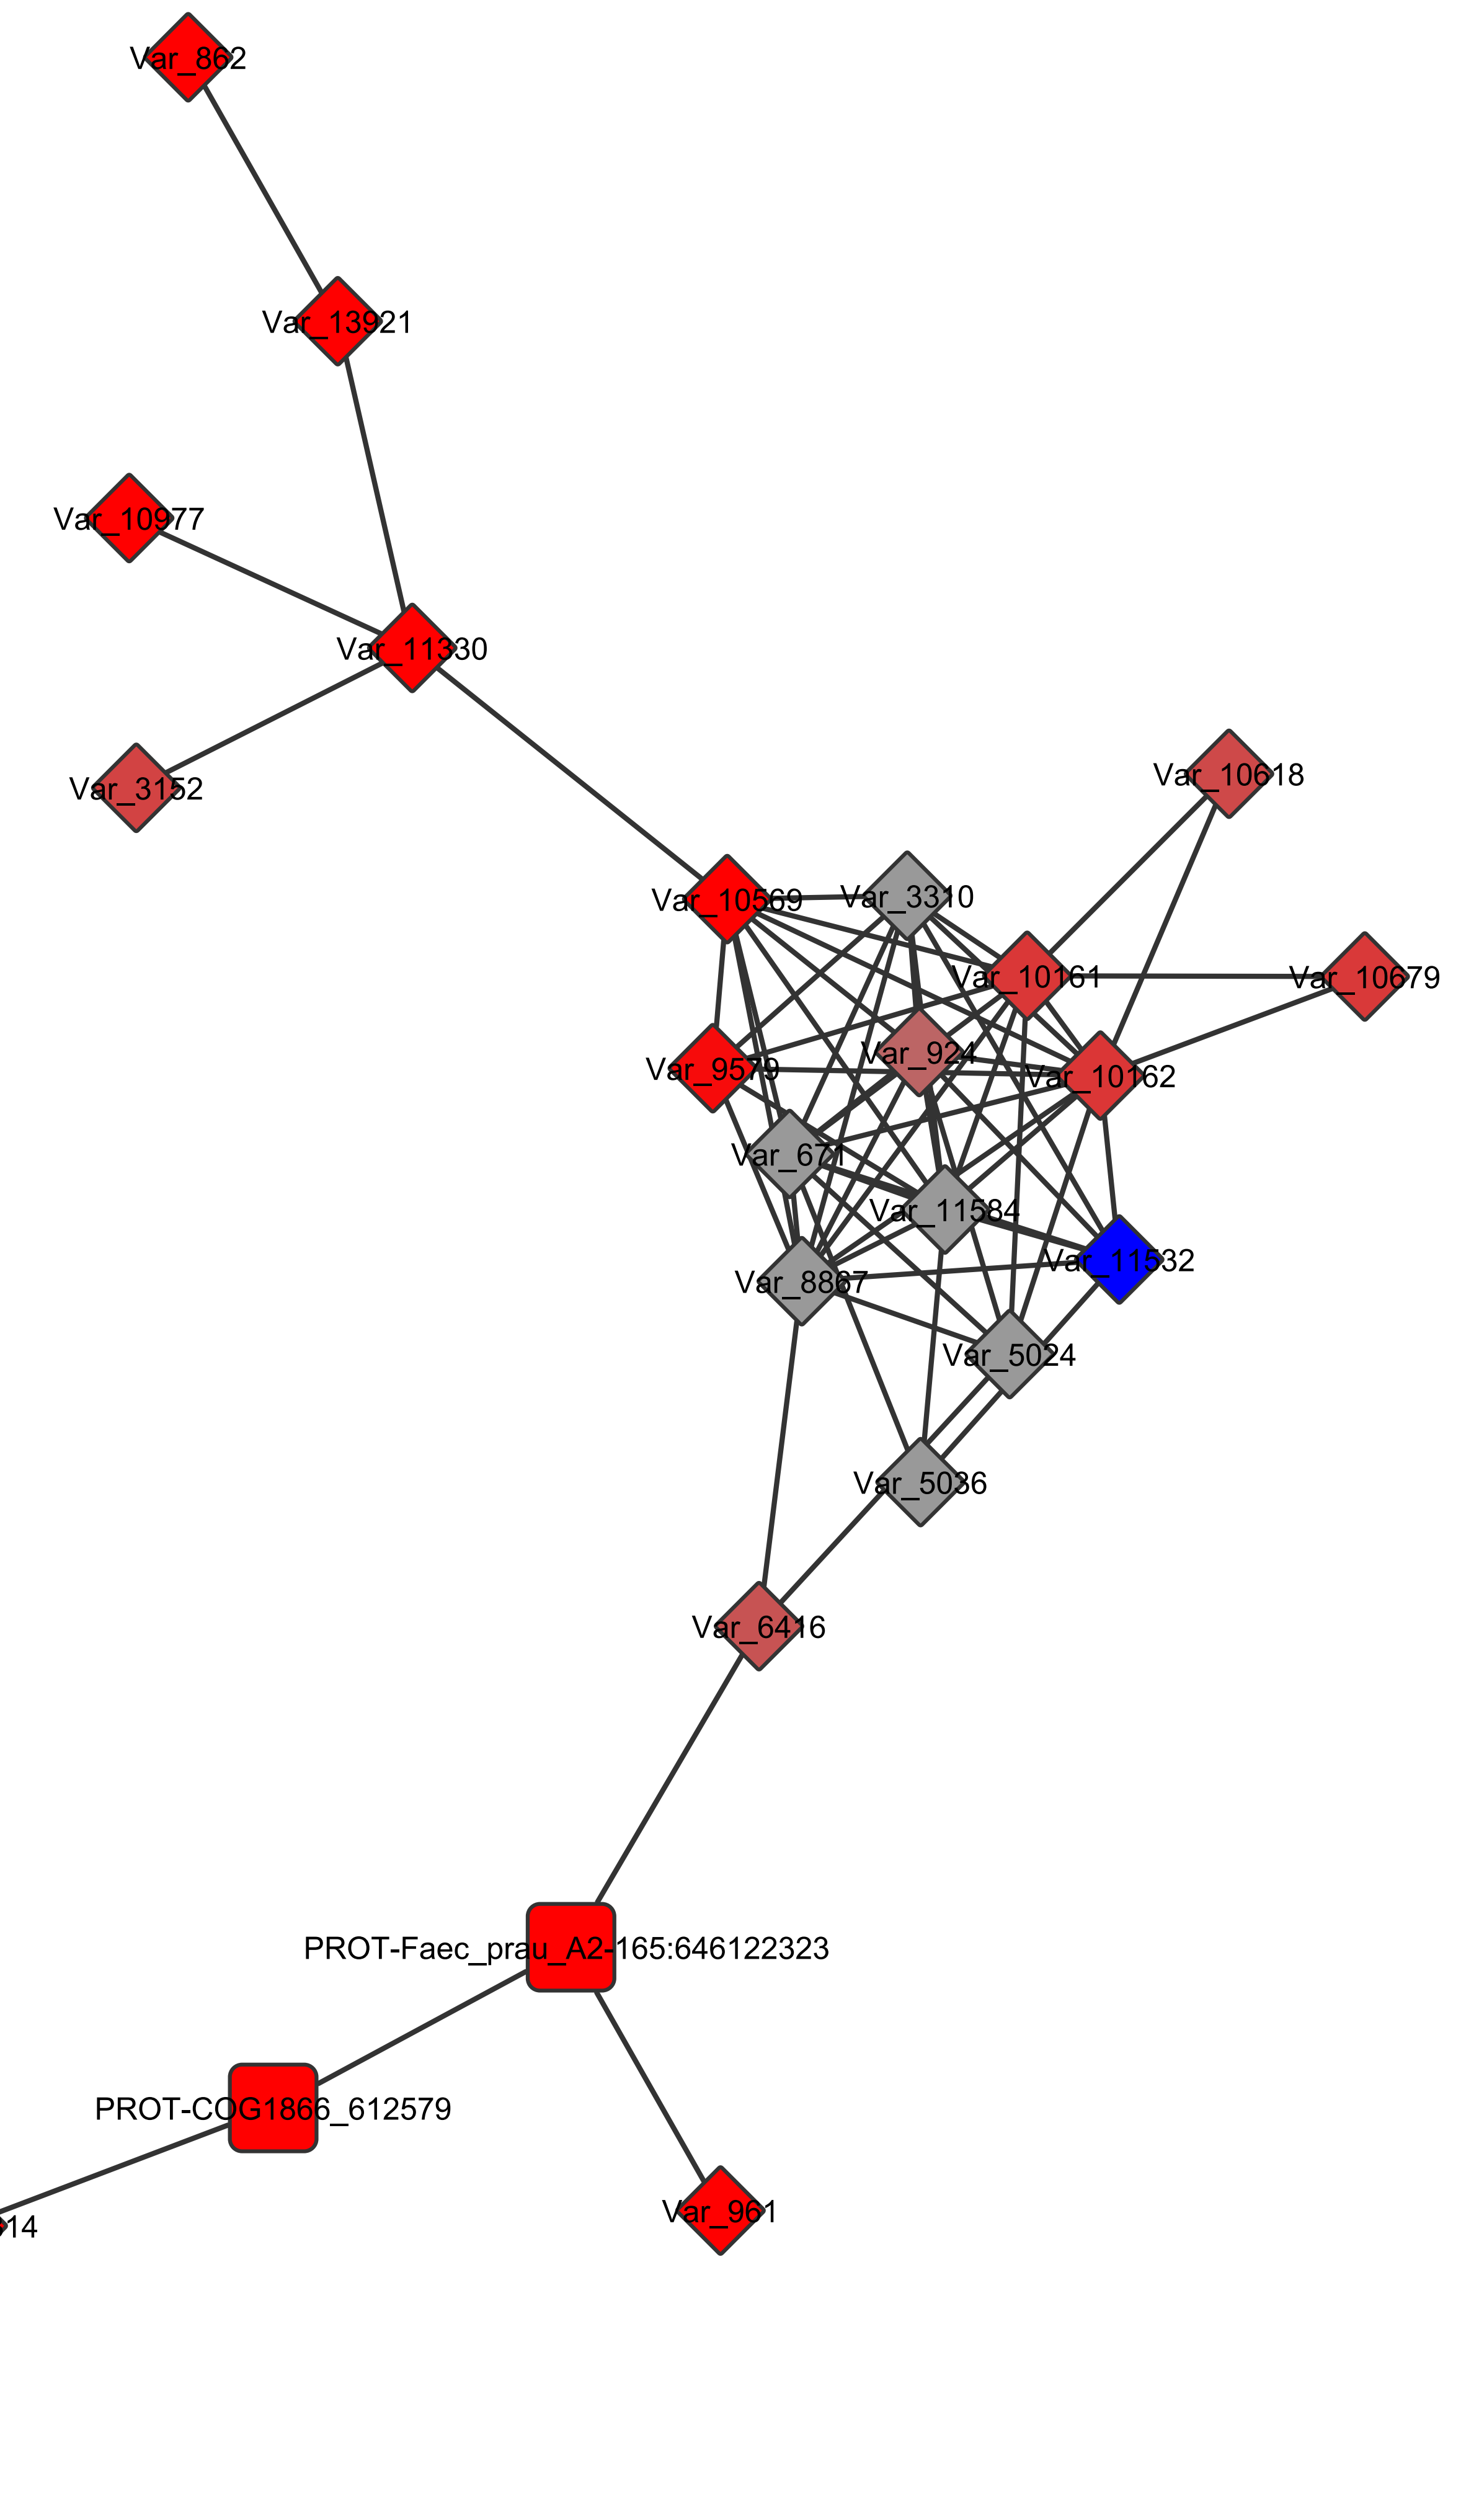 Var_862
Var_13921
Var_10977
Var_11330
Var_3152
Var_10618
Var_10569
Var_3310
Var_10161
Var_10679
Var_924
Var_9579
Var_10162
Var_671
Var_11584
Var_11532
Var_8867
Var_5024
Var_5036
Var_6416
PROT-Faec_prau_A2-165:646122323
PROT-COG1866_612579
Var_961
14